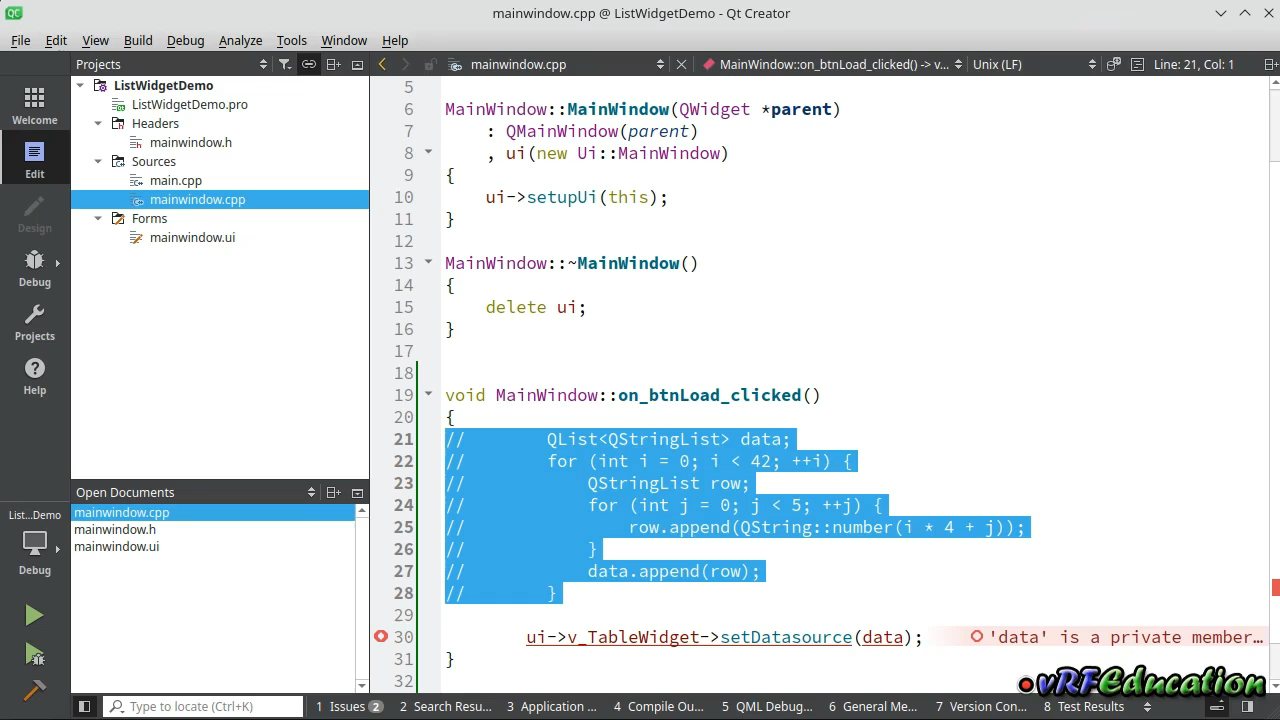 mainwindow.cpp @ ListWidgetDemo - Qt Creator
File Edit View Build Debug Analyze Tools Window Help
Projects
mainwindow.cpp
MainWindow::on_btnLoad_clicked() -> v...
Unix (LF)
Line: 21, Col: 1
Welcome
Edit
Design
Debug
Projects
Help
List...Demo
Debug
ListWidgetDemo
ListWidgetDemo.pro
Headers
mainwindow.h
Sources
main.cpp
mainwindow.cpp
Forms
mainwindow.ui
Open Documents
mainwindow.cpp
mainwindow.h
mainwindow.ui
5
6 MainWindow::MainWindow(QWidget *parent)
7 : QMainWindow(parent)
8 , ui(new Ui::MainWindow)
9 {
10 ui->setupUi(this);
11 }
12
13 MainWindow::~MainWindow()
14 {
15 delete ui;
16 }
17
18
19 void MainWindow::on_btnLoad_clicked()
20 {
21 // QList<QStringList> data;
22 // for (int i = 0; i < 42; ++i) {
23 // QStringList row;
24 // for (int j = 0; j < 5; ++j) {
25 // row.append(QString::number(i * 4 + j));
26 // }
27 // data.append(row);
28 // }
29
30 ui->v_TableWidget->setDatasource(data); 'data' is a private member…
31 }
32
vRFEducation
Type to locate (Ctrl+K)
1 Issues 2
2 Search Resu...
3 Application ...
4 Compile Ou...
5 QML Debug...
6 General Me...
7 Version Con...
8 Test Results